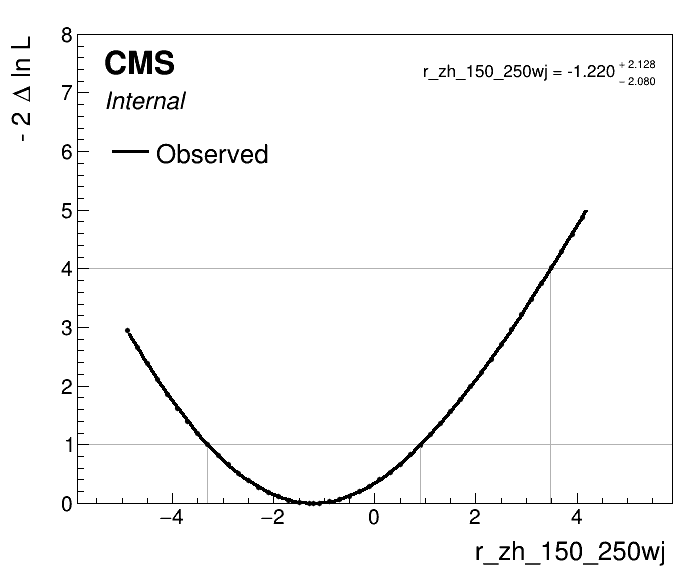 - 2 Δ ln L
8
7
6
5
4
3
2
1
0
CMS
Internal
Observed
r_zh_150_250wj = -1.220 + 2.128 − 2.080
−4 −2 0 2 4
r_zh_150_250wj